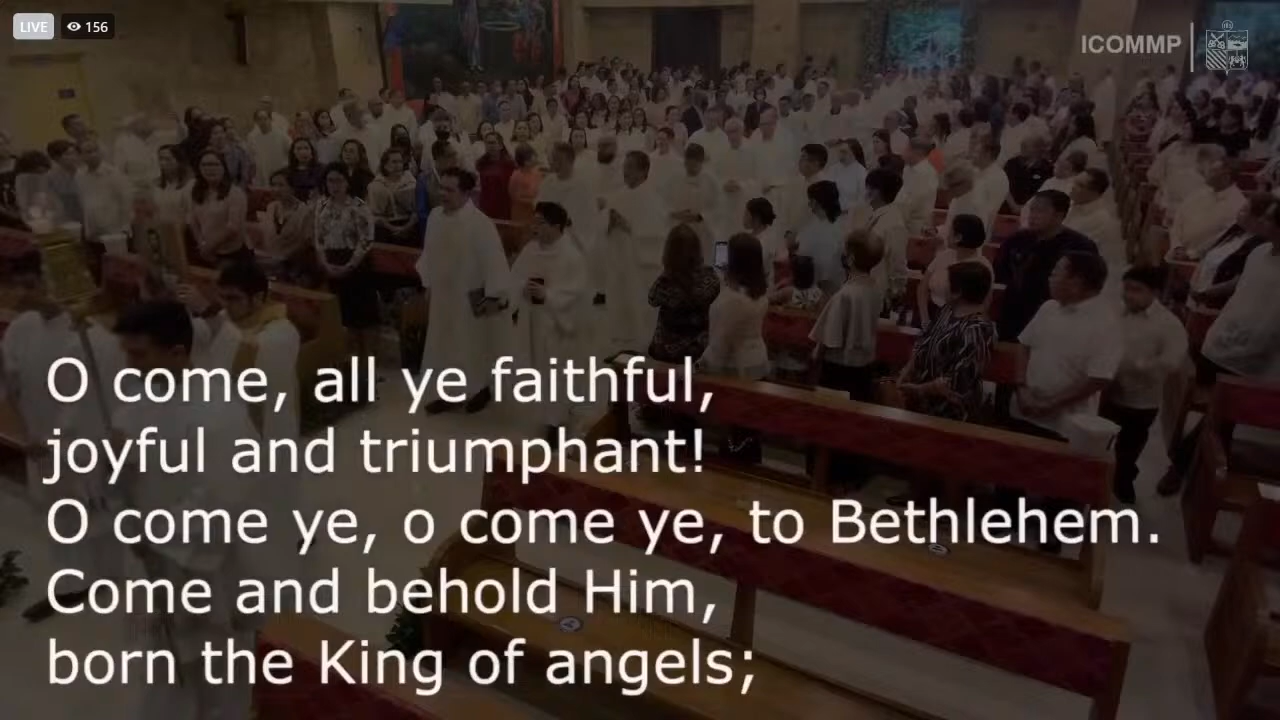 LIVE 156
ICOMMP
O come, all ye faithful,
joyful and triumphant!
O come ye, o come ye, to Bethlehem.
Come and behold Him,
born the King of angels;